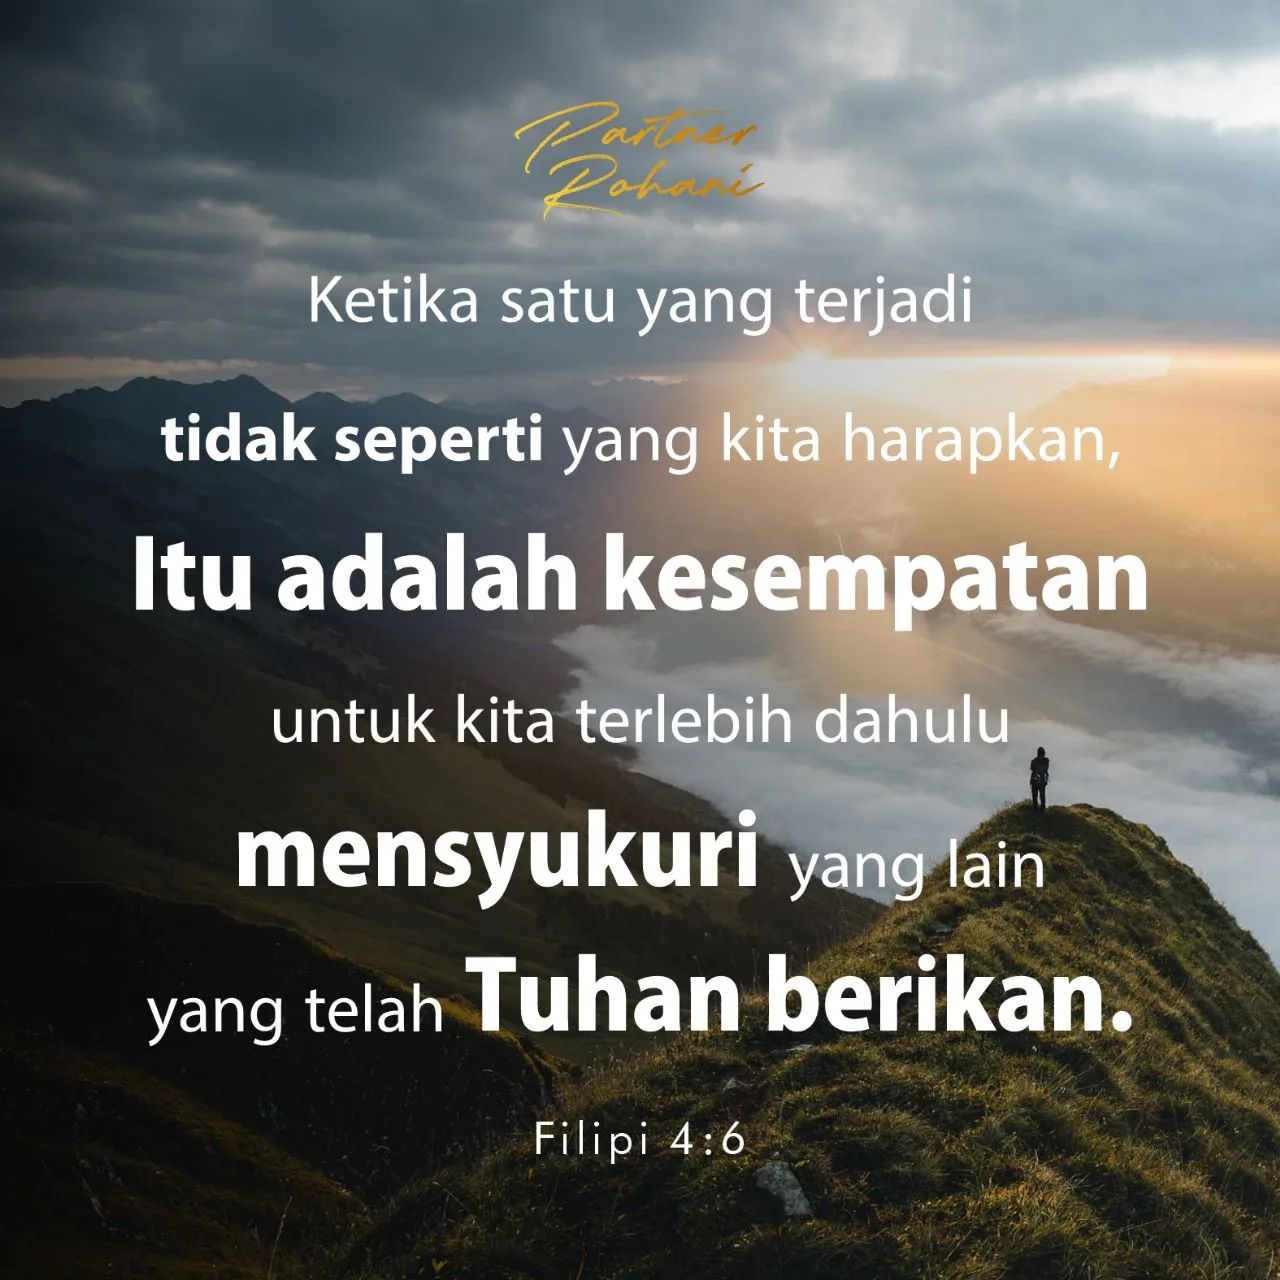 Partner
Rohani
Ketika satu yang terjadi
tidak seperti yang kita harapkan,
Itu adalah kesempatan
untuk kita terlebih dahulu
mensyukuri yang lain
yang telah Tuhan berikan.
Filipi 4:6